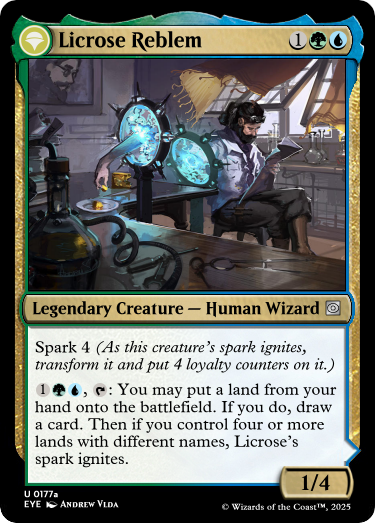 Licrose Reblem 1
Legendary Creature — Human Wizard
Spark 4 (As this creature's spark ignites,
transform it and put 4 loyalty counters on it.)
1, : You may put a land from your
hand onto the battlefield. If you do, draw
a card. Then if you control four or more
lands with different names, Licrose's
spark ignites.
1/4
U 0177a
EYE Andrew Vlda © Wizards of the Coast™, 2025